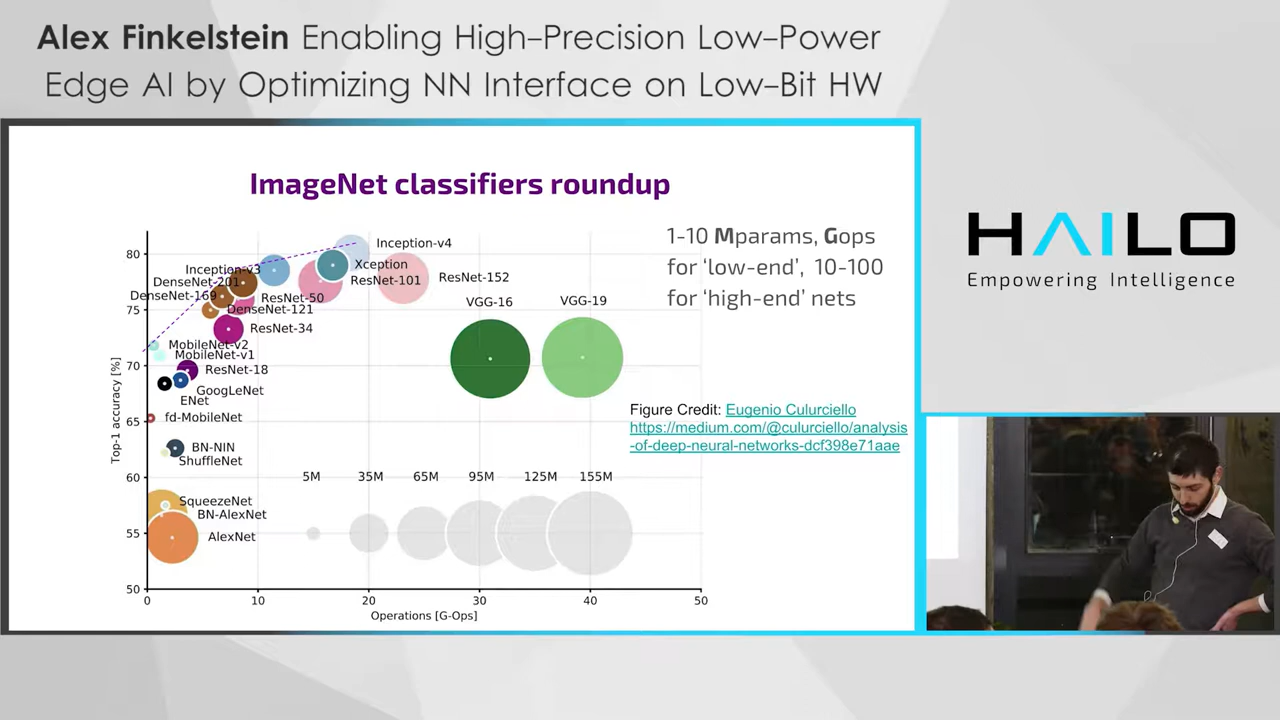 Alex Finkelstein Enabling High-Precision Low-Power
Edge AI by Optimizing NN Interface on Low-Bit HW
ImageNet classifiers roundup
1-10 Mparams, Gops
for 'low-end', 10-100
for 'high-end' nets
HAILO
Empowering Intelligence
80
75
70
65
60
55
50
Top-1 accuracy [%]
Inception-v4
Xception
Inception-v3
ResNet-101
ResNet-152
DenseNet-201
DenseNet-169
ResNet-50
DenseNet-121
VGG-16
VGG-19
ResNet-34
MobileNet-v2
MobileNet-v1
ResNet-18
GoogLeNet
ENet
fd-MobileNet
BN-NIN
ShuffleNet
5M
35M
65M
95M
125M
155M
SqueezeNet
BN-AlexNet
AlexNet
0
10
20
30
40
50
Operations [G-Ops]
Figure Credit: Eugenio Culurciello
https://medium.com/@culurciello/analysis
-of-deep-neural-networks-dcf398e71aae